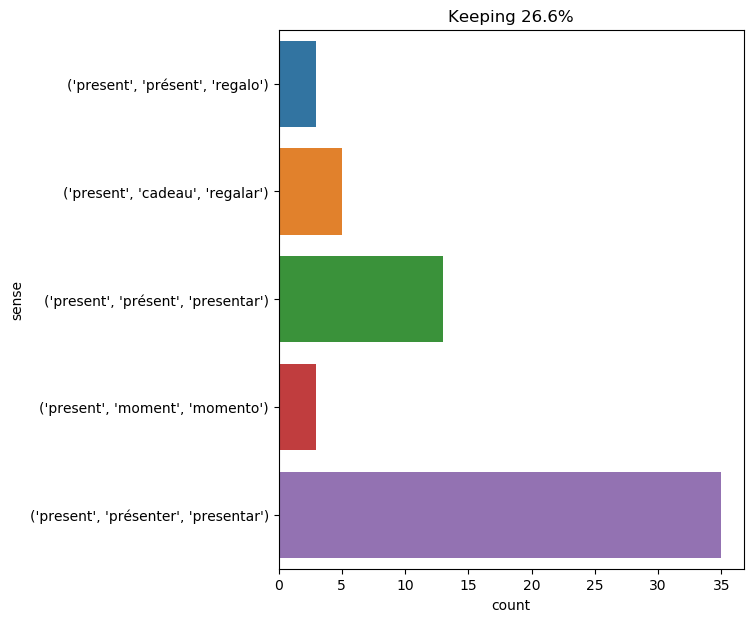 Keeping 26.6%
('present', 'présent', 'regalo')
('present', 'cadeau', 'regalar')
('present', 'présent', 'presentar')
('present', 'moment', 'momento')
('present', 'présenter', 'presentar')
sense
0 5 10 15 20 25 30 35
count